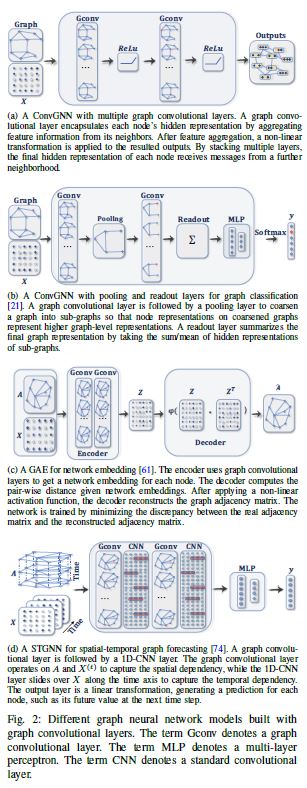 Graph Gconv Gconv Outputs
ReLu ReLu
... ...
X
(a) A ConvGNN with multiple graph convolutional layers. A graph convo-
lutional layer encapsulates each node's hidden representation by aggregating
feature information from its neighbors. After feature aggregation, a non-linear
transformation is applied to the resulted outputs. By stacking multiple layers,
the final hidden representation of each node receives messages from a further
neighborhood.
Graph Gconv Gconv y
Pooling Readout MLP Softmax
Σ
... ...
X
(b) A ConvGNN with pooling and readout layers for graph classification
[21]. A graph convolutional layer is followed by a pooling layer to coarsen
a graph into sub-graphs so that node representations on coarsened graphs
represent higher graph-level representations. A readout layer summarizes the
final graph representation by taking the sum/mean of hidden representations
of sub-graphs.
Gconv Gconv
A Z Z Zᵀ Â
φ( * )
X ... ...
Encoder Decoder
(c) A GAE for network embedding [61]. The encoder uses graph convolutional
layers to get a network embedding for each node. The decoder computes the
pair-wise distance given network embeddings. After applying a non-linear
activation function, the decoder reconstructs the graph adjacency matrix. The
network is trained by minimizing the discrepancy between the real adjacency
matrix and the reconstructed adjacency matrix.
Gconv CNN Gconv CNN
A Time MLP y
X Time ... ...
(d) A STGNN for spatial-temporal graph forecasting [74]. A graph convolu-
tional layer is followed by a 1D-CNN layer. The graph convolutional layer
operates on A and X⁽ᵗ⁾ to capture the spatial dependency, while the 1D-CNN
layer slides over X along the time axis to capture the temporal dependency.
The output layer is a linear transformation, generating a prediction for each
node, such as its future value at the next time step.
Fig. 2: Different graph neural network models built with
graph convolutional layers. The term Gconv denotes a graph
convolutional layer. The term MLP denotes a multi-layer
perceptron. The term CNN denotes a standard convolutional
layer.